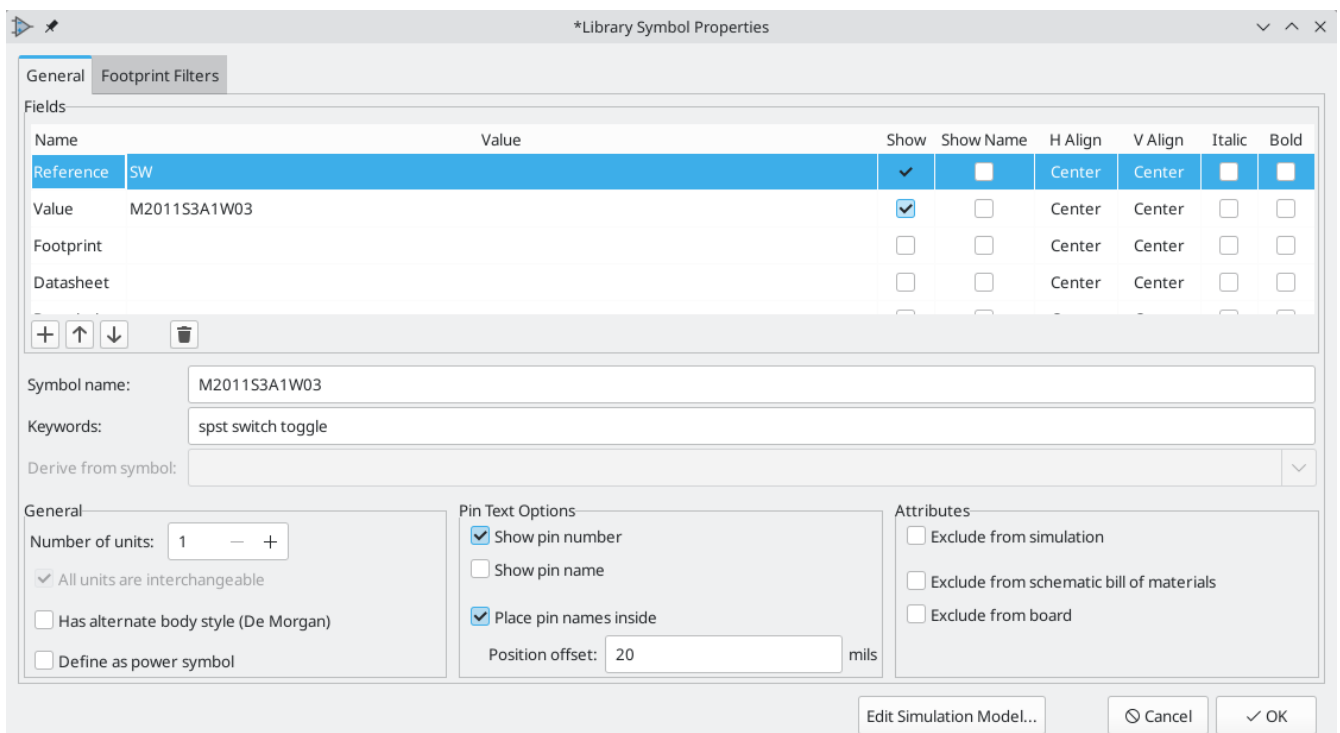 *Library Symbol Properties
General Footprint Filters
Fields
Name Value Show Show Name H Align V Align Italic Bold
Reference SW Center Center
Value M2011S3A1W03 Center Center
Footprint Center Center
Datasheet Center Center
Symbol name: M2011S3A1W03
Keywords: spst switch toggle
Derive from symbol:
General Pin Text Options Attributes
Number of units: 1 Show pin number Exclude from simulation
All units are interchangeable Show pin name Exclude from schematic bill of materials
Has alternate body style (De Morgan) Place pin names inside Exclude from board
Define as power symbol Position offset: 20 mils
Edit Simulation Model... Cancel OK